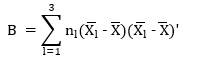 B = ∑_{l=1}^{3} n_l(X̅_l - X̅)(X̅_l - X̅)'